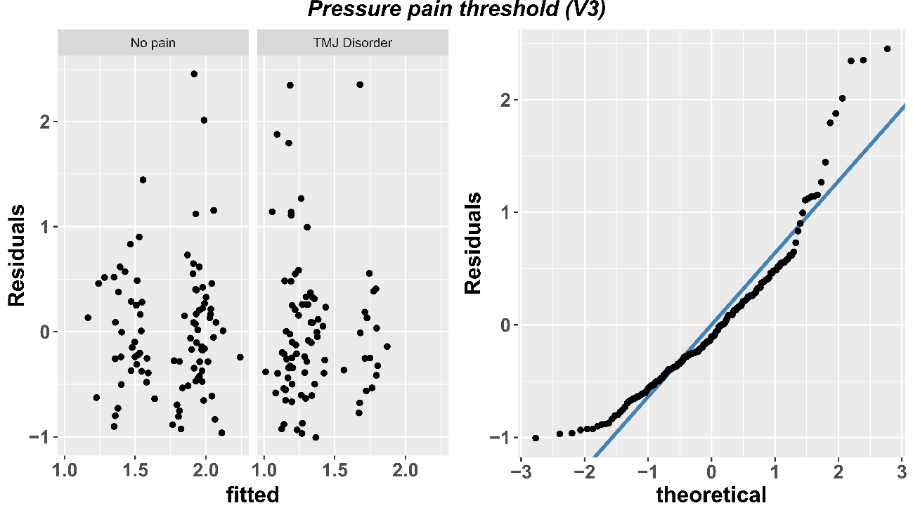 Pressure pain threshold (V3)
No pain
TMJ Disorder
Residuals
2
1
0
−1
1.0 1.5 2.0 1.0 1.5 2.0
fitted
Residuals
2
1
0
−1
−3 −2 −1 0 1 2 3
theoretical